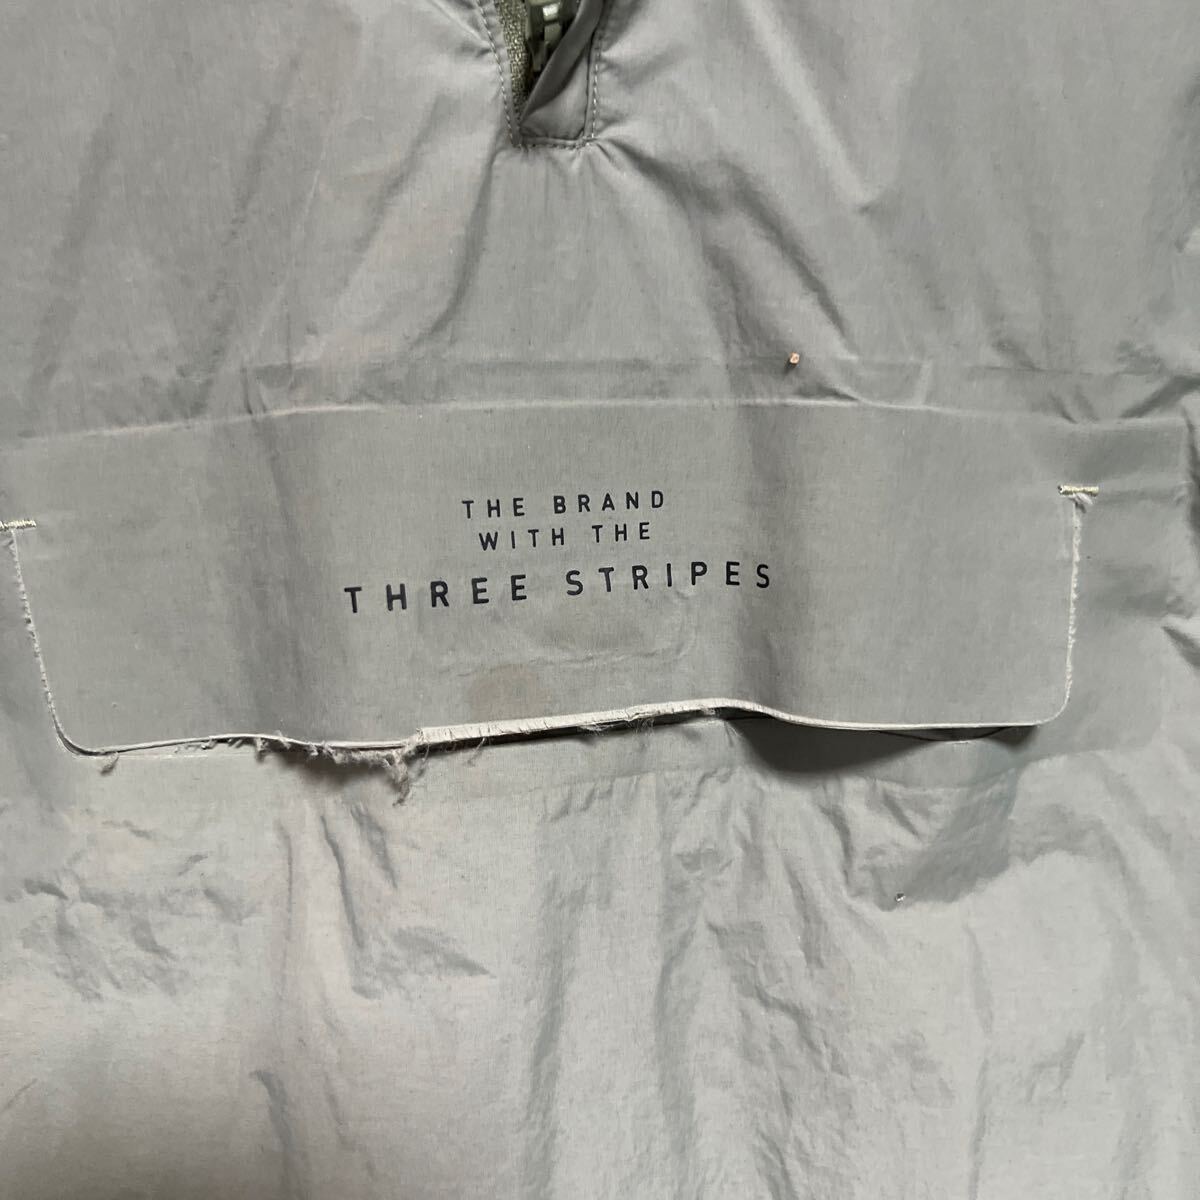 THE BRAND
WITH THE
THREE STRIPES